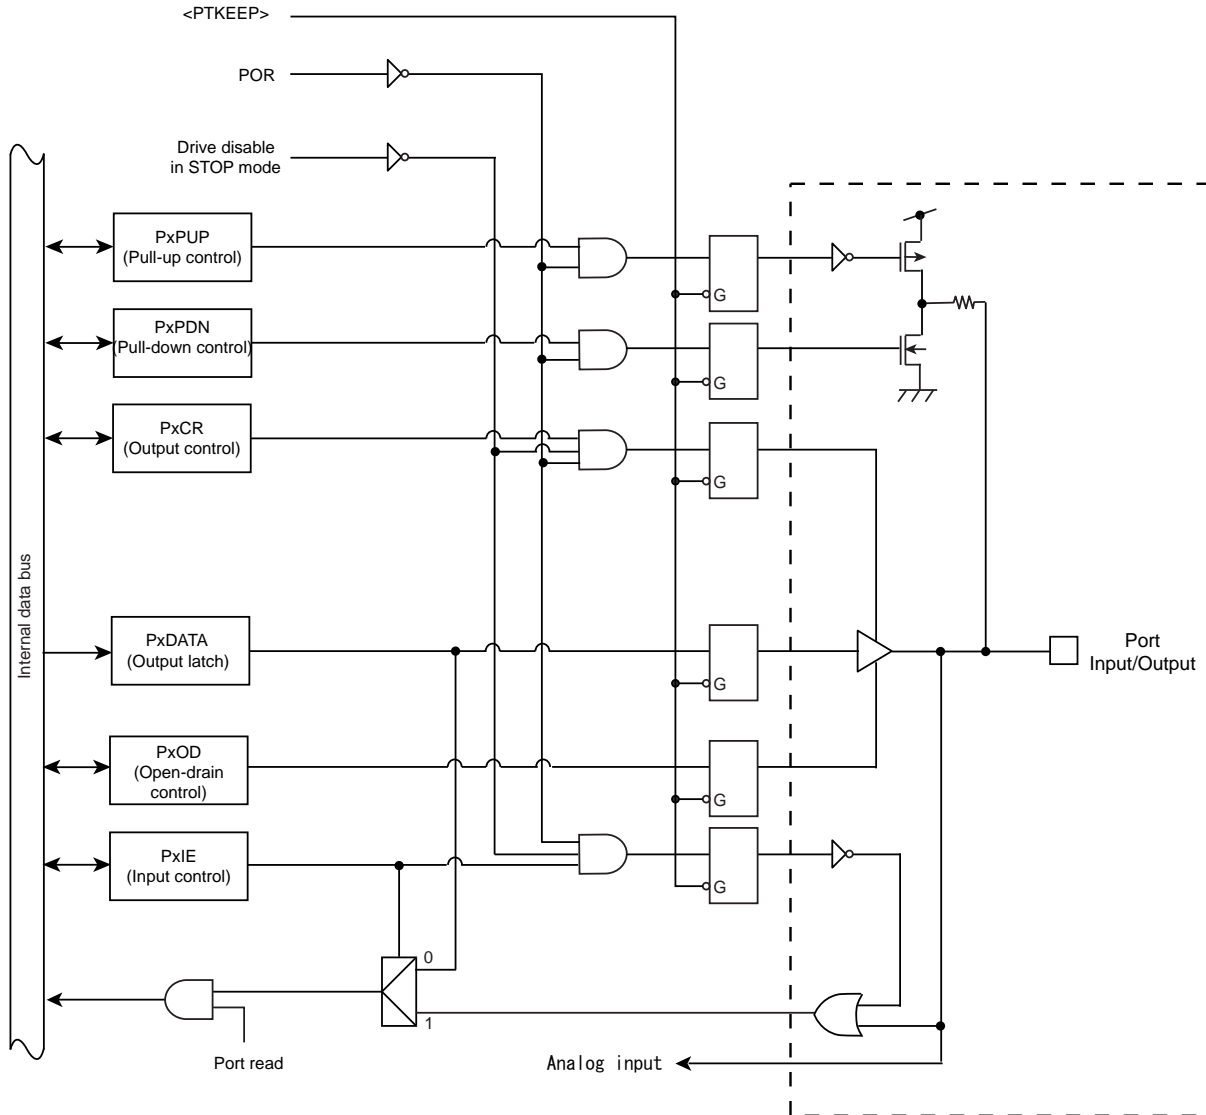 <PTKEEP>
POR
Drive disable
in STOP mode
PxPUP
(Pull-up control)
G
PxPDN
(Pull-down control)
G
PxCR
(Output control)
G
Internal data bus
PxDATA
(Output latch)
G
Port
Input/Output
PxOD
(Open-drain
control)
G
PxIE
(Input control)
G
0
1
Port read
Analog input